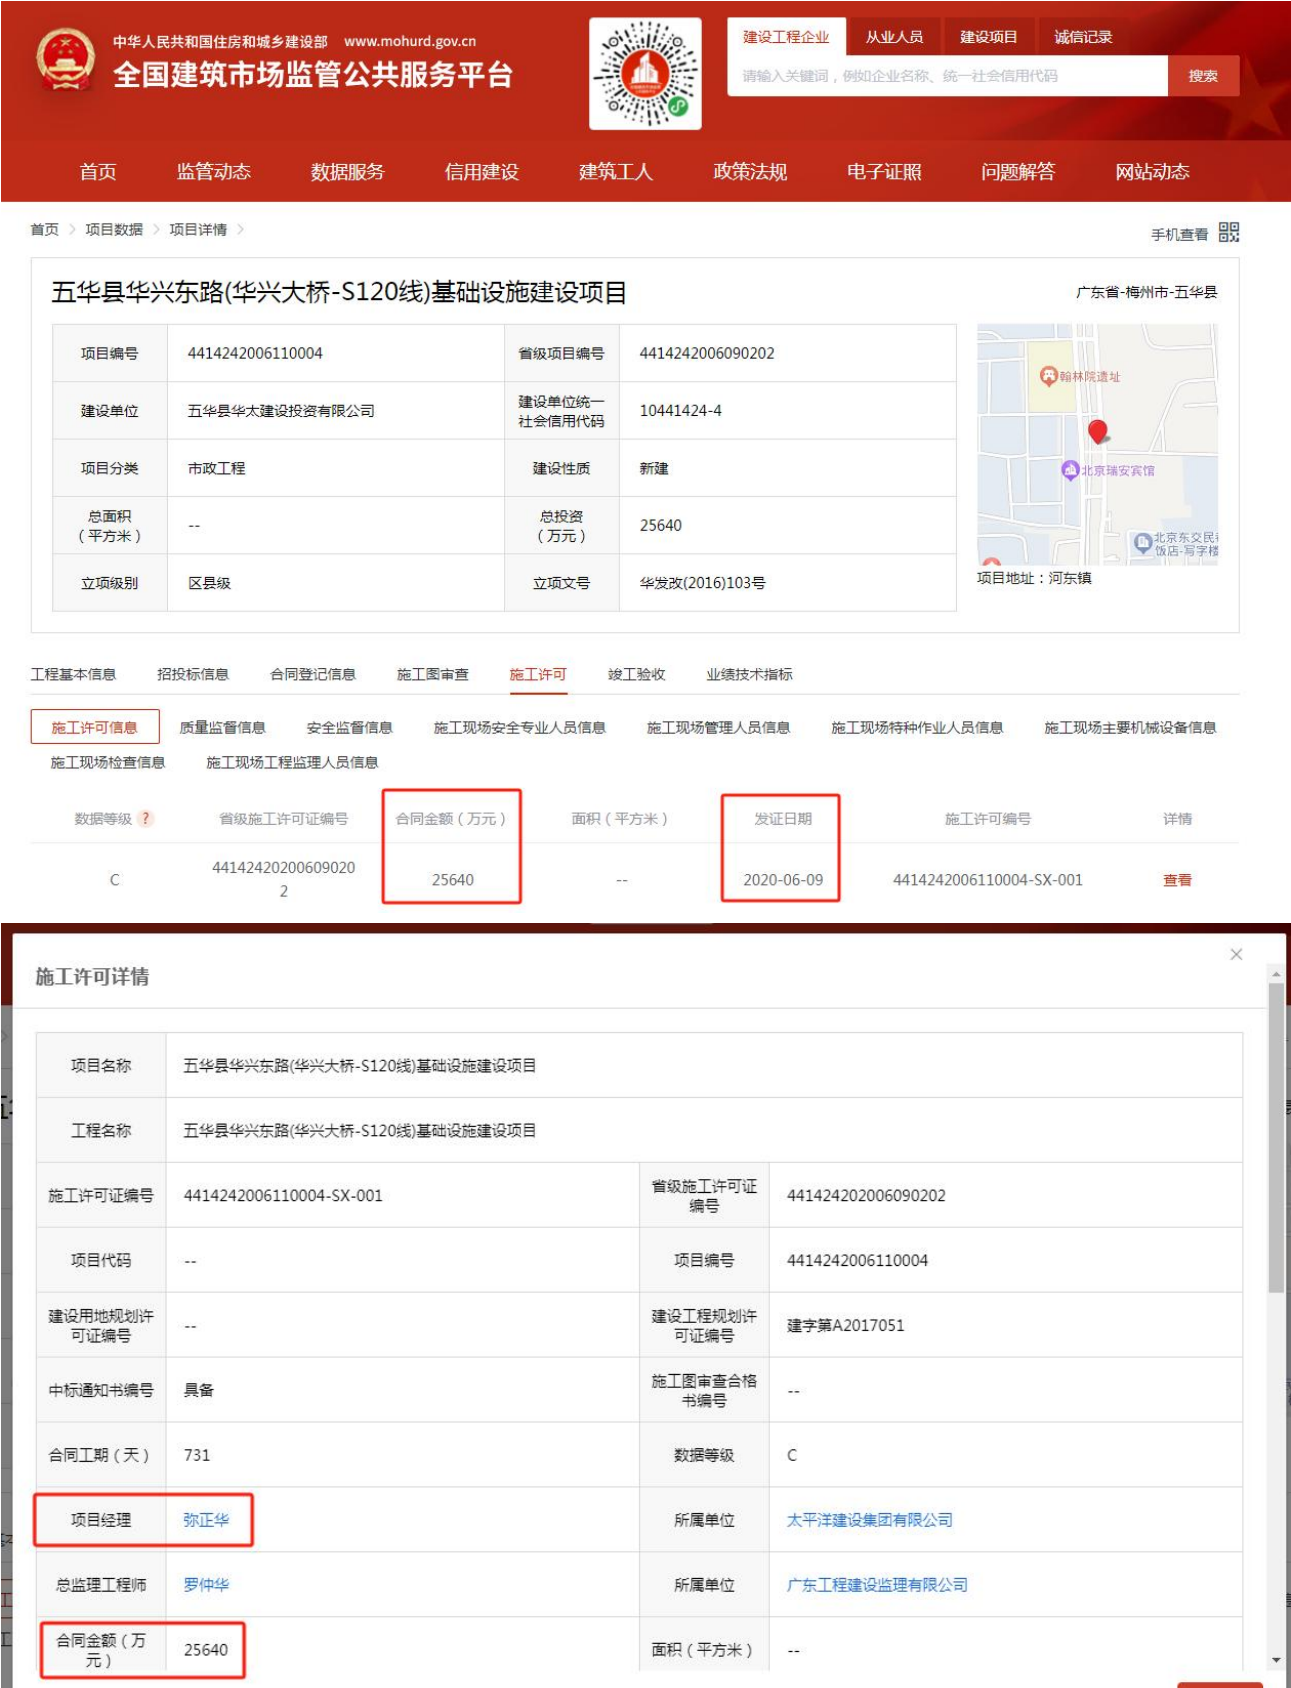 中华人民共和国住房和城乡建设部 www.mohurd.gov.cn
全国建筑市场监管公共服务平台
建设工程企业 从业人员 建设项目 诚信记录
请输入关键词，例如企业名称、统一社会信用代码 搜索
首页 监管动态 数据服务 信用建设 建筑工人 政策法规 电子证照 问题解答 网站动态
首页 > 项目数据 > 项目详情 >
手机查看
五华县华兴东路(华兴大桥-S120线)基础设施建设项目
广东省-梅州市-五华县
项目编号 4414242006110004 省级项目编号 4414242006090202
建设单位 五华县华太建设投资有限公司 建设单位统一社会信用代码 10441424-4
项目分类 市政工程 建设性质 新建
总面积（平方米） -- 总投资（万元） 25640
立项级别 区县级 立项文号 华发改(2016)103号
翰林院遗址
北京瑞安宾馆
北京东交民
饭店-写字楼
项目地址：河东镇
工程基本信息 招投标信息 合同登记信息 施工图审查 施工许可 竣工验收 业绩技术指标
施工许可信息 质量监督信息 安全监督信息 施工现场安全专业人员信息 施工现场管理人员信息 施工现场特种作业人员信息 施工现场主要机械设备信息
施工现场检查信息 施工现场工程监理人员信息
数据等级 ? 省级施工许可证编号 合同金额（万元） 面积（平方米） 发证日期 施工许可编号 详情
C 441424202006090202 25640 -- 2020-06-09 4414242006110004-SX-001 查看
施工许可详情 ×
项目名称 五华县华兴东路(华兴大桥-S120线)基础设施建设项目
工程名称 五华县华兴东路(华兴大桥-S120线)基础设施建设项目
施工许可证编号 4414242006110004-SX-001 省级施工许可证编号 441424202006090202
项目代码 -- 项目编号 4414242006110004
建设用地规划许可证编号 -- 建设工程规划许可证编号 建字第A2017051
中标通知书编号 具备 施工图审查合格书编号 --
合同工期（天） 731 数据等级 C
项目经理 弥正华 所属单位 太平洋建设集团有限公司
总监理工程师 罗仲华 所属单位 广东工程建设监理有限公司
合同金额（万元） 25640 面积（平方米） --